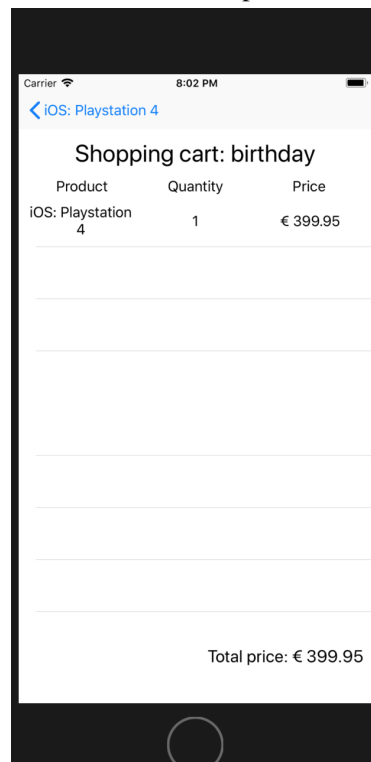 Carrier 8:02 PM
iOS: Playstation 4
Shopping cart: birthday
Product Quantity Price
iOS: Playstation
4 1 € 399.95
Total price: € 399.95